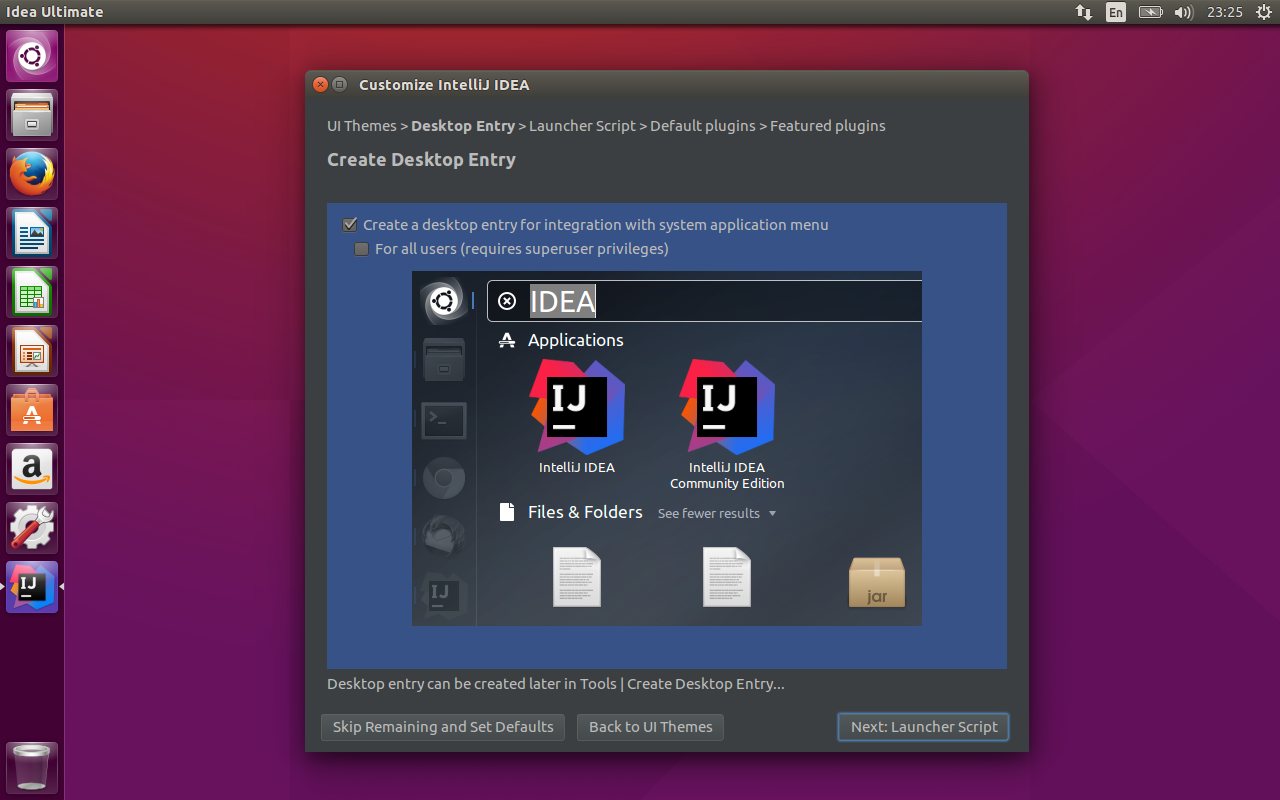 Idea Ultimate
En
23:25
Customize IntelliJ IDEA
UI Themes > Desktop Entry > Launcher Script > Default plugins > Featured plugins
Create Desktop Entry
Create a desktop entry for integration with system application menu
For all users (requires superuser privileges)
IDEA
Applications
IJ
IJ
IntelliJ IDEA
IntelliJ IDEA
Community Edition
Files & Folders See fewer results
IJ
jar
a
IJ
Desktop entry can be created later in Tools | Create Desktop Entry...
Skip Remaining and Set Defaults
Back to UI Themes
Next: Launcher Script